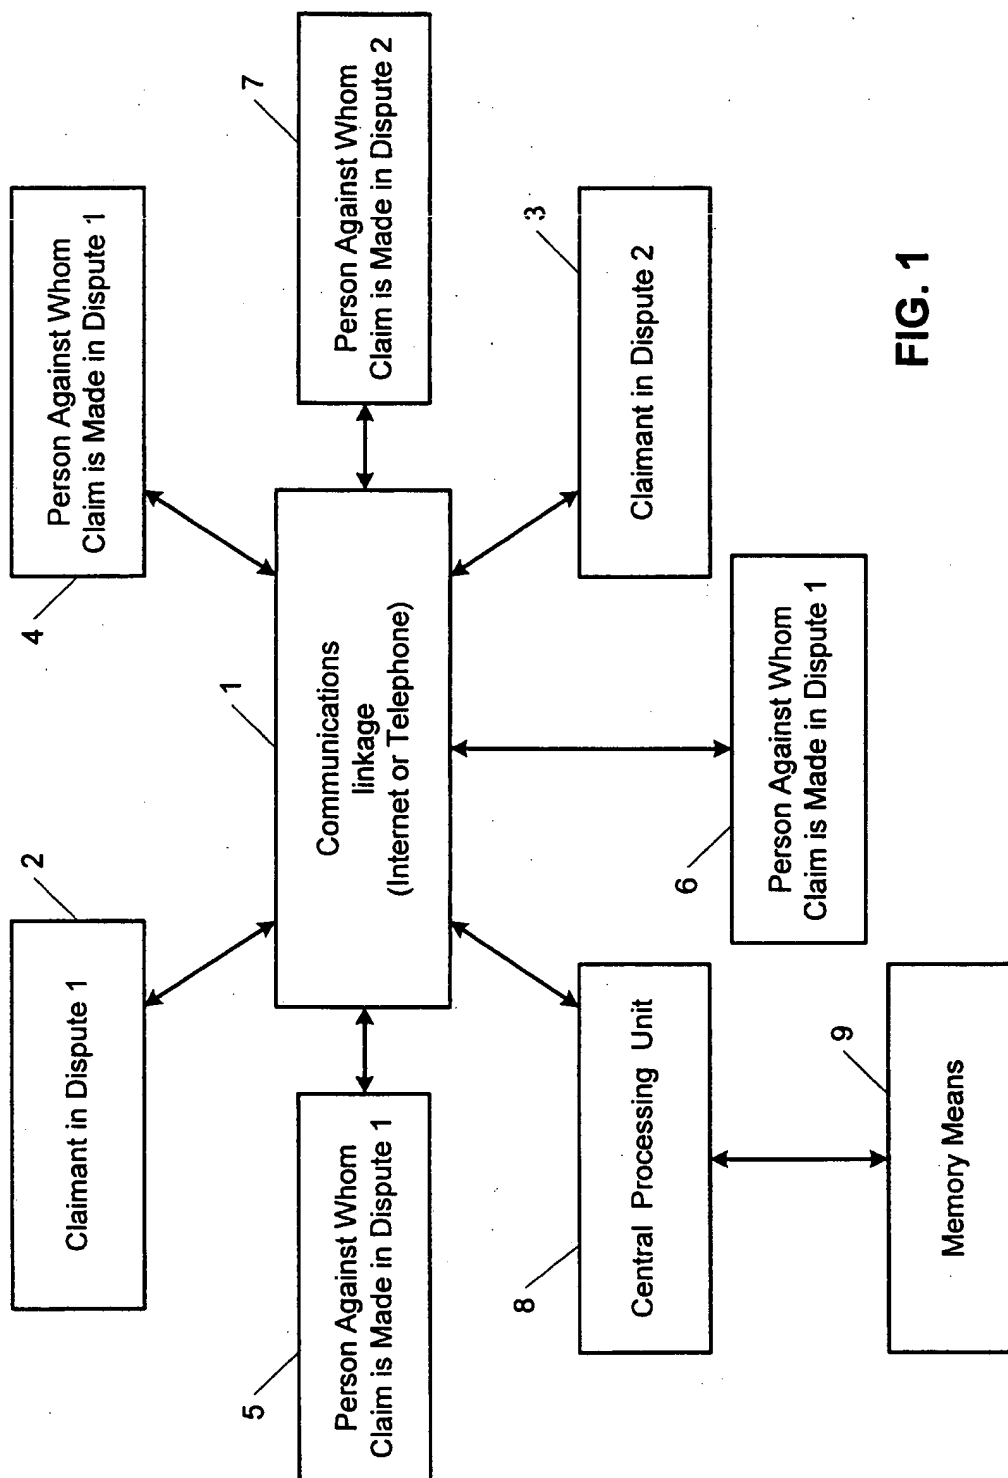 2
Claimant in Dispute 1
4
Person Against Whom
Claim is Made in Dispute 1
5
Person Against Whom
Claim is Made in Dispute 1
1
Communications
linkage
(Internet or Telephone)
7
Person Against Whom
Claim is Made in Dispute 2
8
Central Processing Unit
6
Person Against Whom
Claim is Made in Dispute 1
3
Claimant in Dispute 2
9
Memory Means
FIG. 1